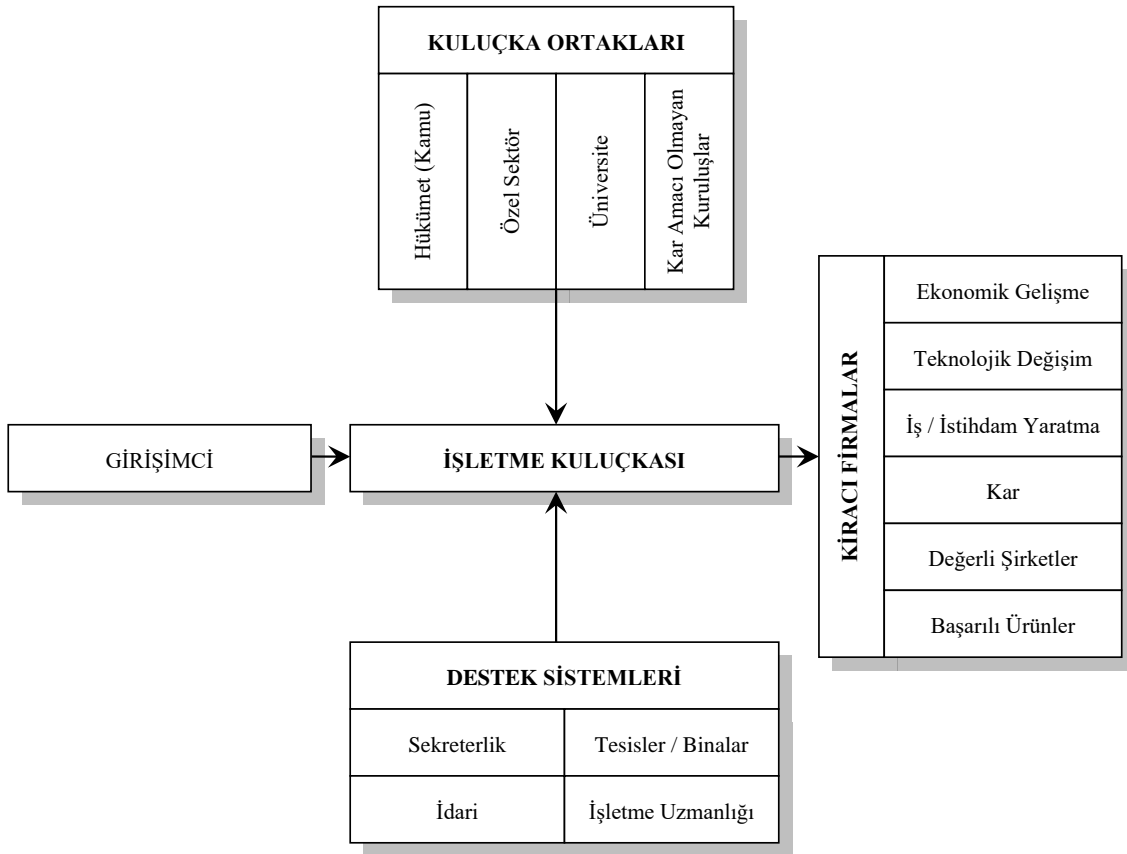 KULUÇKA ORTAKLARI
Hükümet (Kamu)
Özel Sektör
Üniversite
Kar Amacı Olmayan
Kuruluşlar
GİRİŞİMCİ
İŞLETME KULUÇKASI
KİRACI FİRMALAR
Ekonomik Gelişme
Teknolojik Değişim
İş / İstihdam Yaratma
Kar
Değerli Şirketler
Başarılı Ürünler
DESTEK SİSTEMLERİ
Sekreterlik
Tesisler / Binalar
İdari
İşletme Uzmanlığı